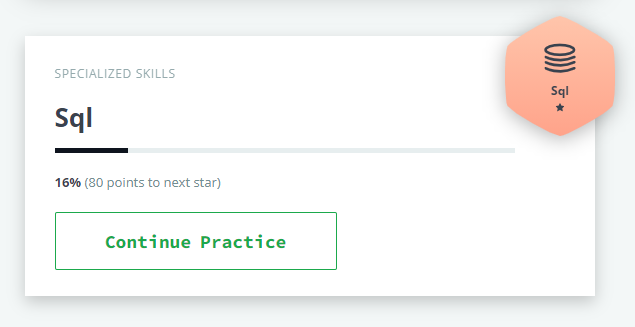 SPECIALIZED SKILLS
Sql
Sql
16% (80 points to next star)
Continue Practice